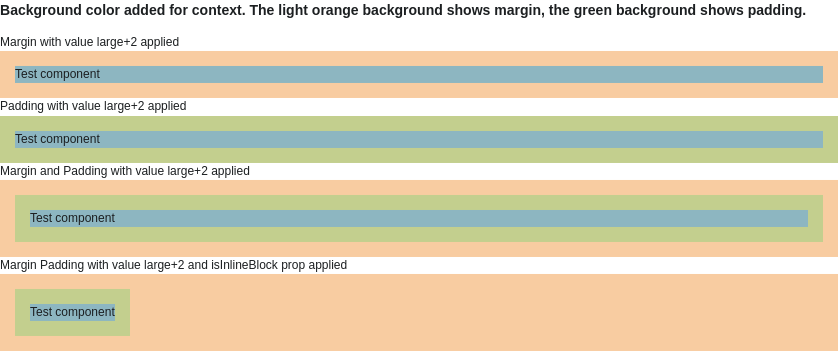 Background color added for context. The light orange background shows margin, the green background shows padding.
Margin with value large+2 applied
Test component
Padding with value large+2 applied
Test component
Margin and Padding with value large+2 applied
Test component
Margin Padding with value large+2 and isInlineBlock prop applied
Test component